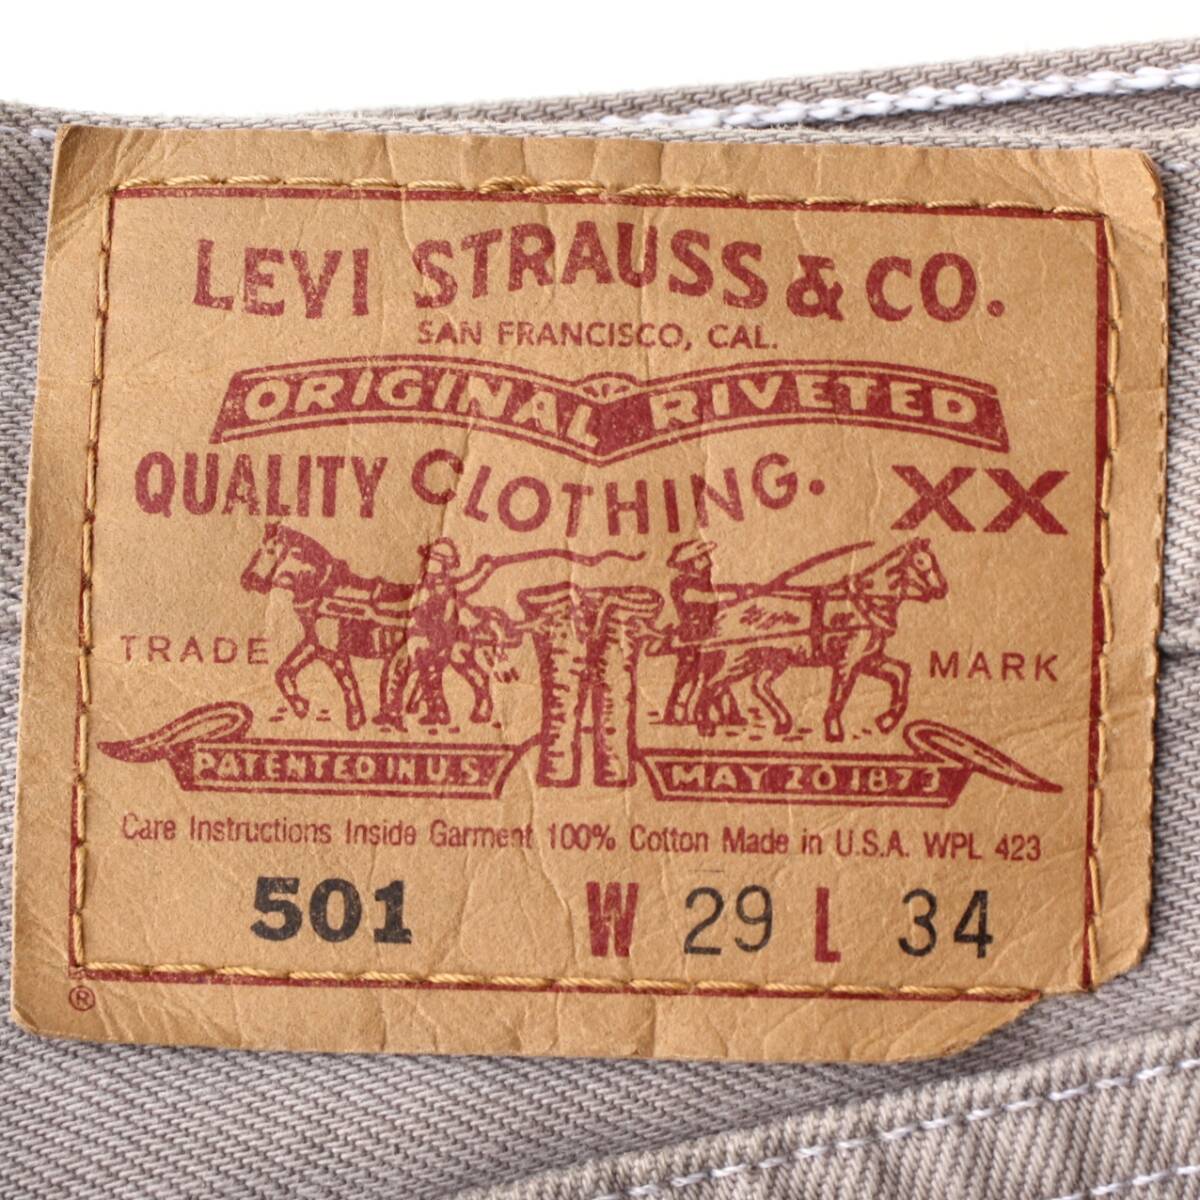 LEVI STRAUSS & CO.
SAN FRANCISCO, CAL.
ORIGINAL RIVETED
QUALITY CLOTHING. XX
TRADE MARK
PATENTED IN U.S. MAY 20 1873
Care Instructions Inside Garment 100% Cotton Made in U.S.A. WPL 423
501 W 29 L 34
®